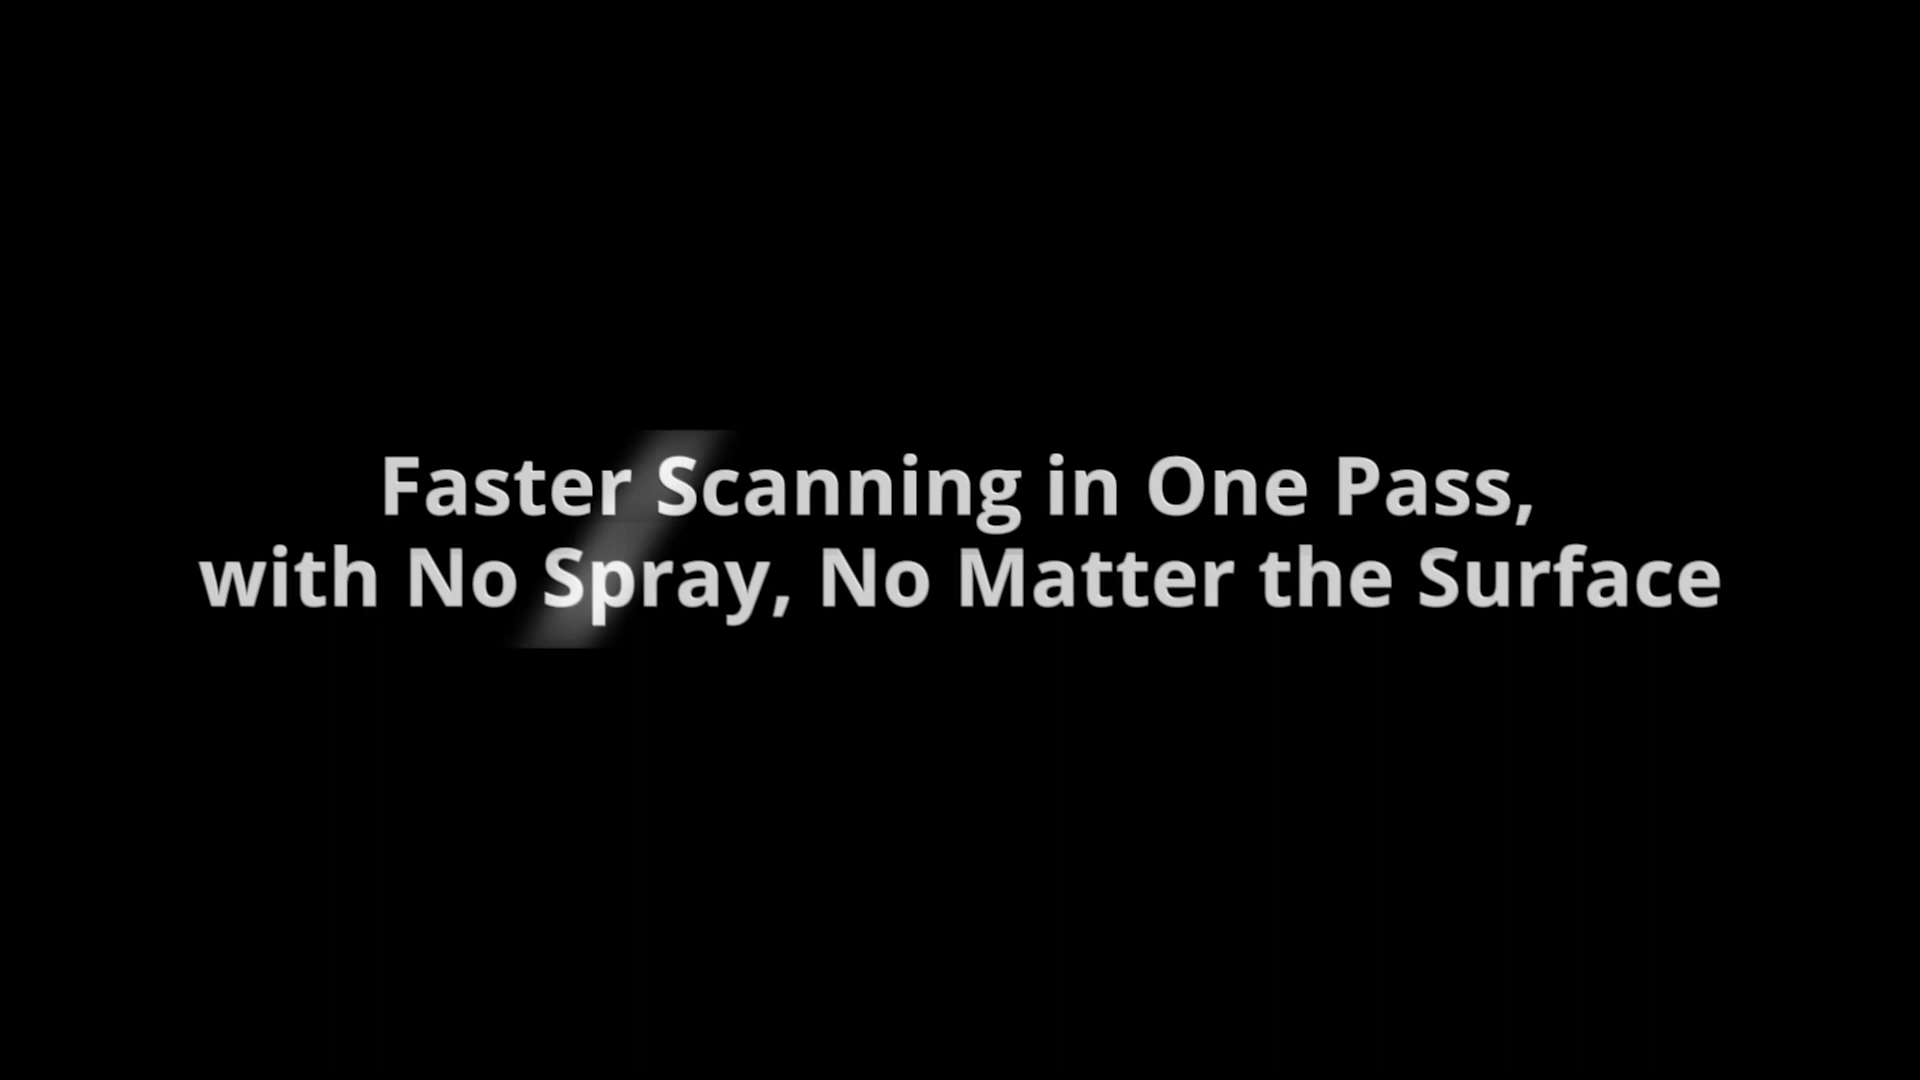 Faster Scanning in One Pass,
with No Spray, No Matter the Surface